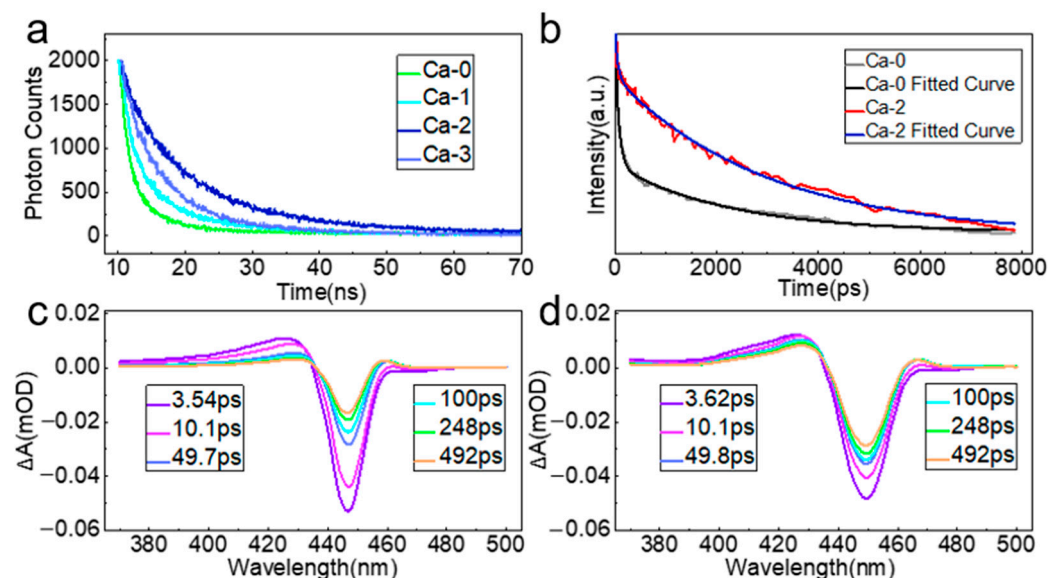 a
2000
1500
1000
500
0
Photon Counts
Ca-0
Ca-1
Ca-2
Ca-3
10 20 30 40 50 60 70
Time(ns)
b
Intensity(a.u.)
Ca-0
Ca-0 Fitted Curve
Ca-2
Ca-2 Fitted Curve
0 2000 4000 6000 8000
Time(ps)
c
0.02
0.00
−0.02
−0.04
−0.06
ΔA(mOD)
3.54ps
10.1ps
49.7ps
100ps
248ps
492ps
380 400 420 440 460 480 500
Wavelength(nm)
d
0.02
0.00
−0.02
−0.04
−0.06
ΔA(mOD)
3.62ps
10.1ps
49.8ps
100ps
248ps
492ps
380 400 420 440 460 480 500
Wavelength(nm)